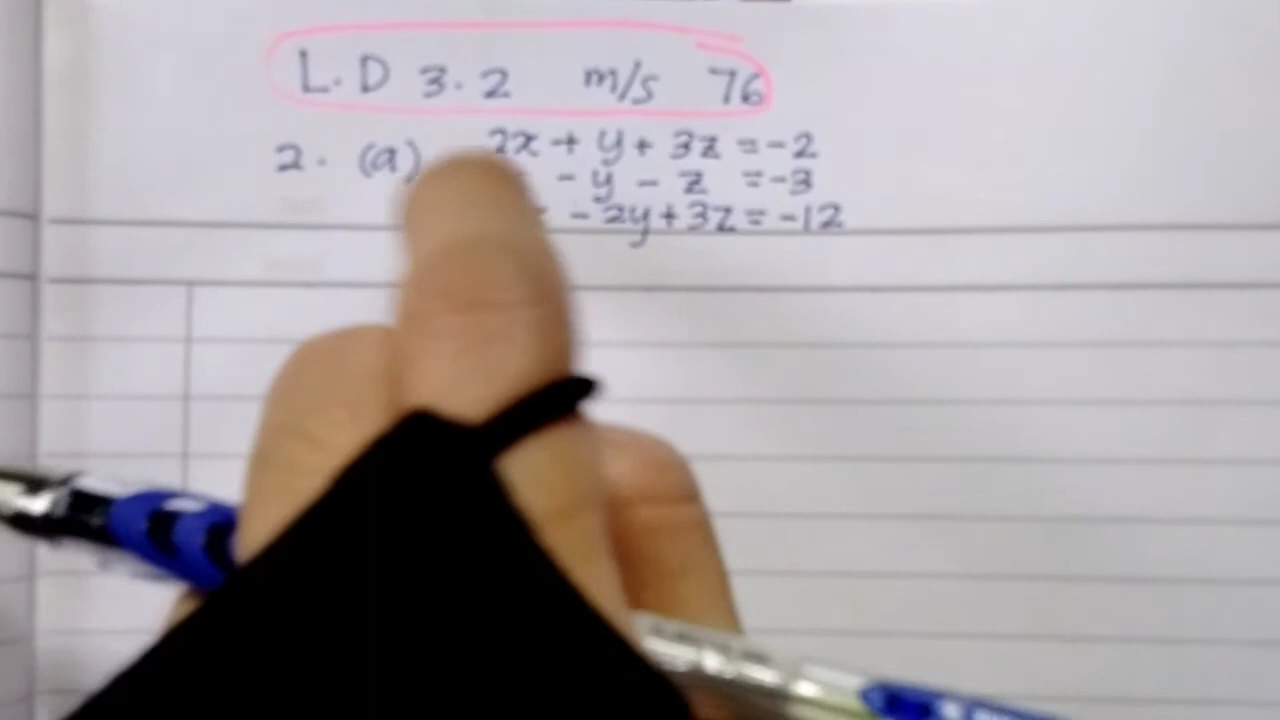 L.D 3.2 m/s 76
2. (a) 2x + y + 3z = -2
- y - z = -3
- 2y + 3z = -12